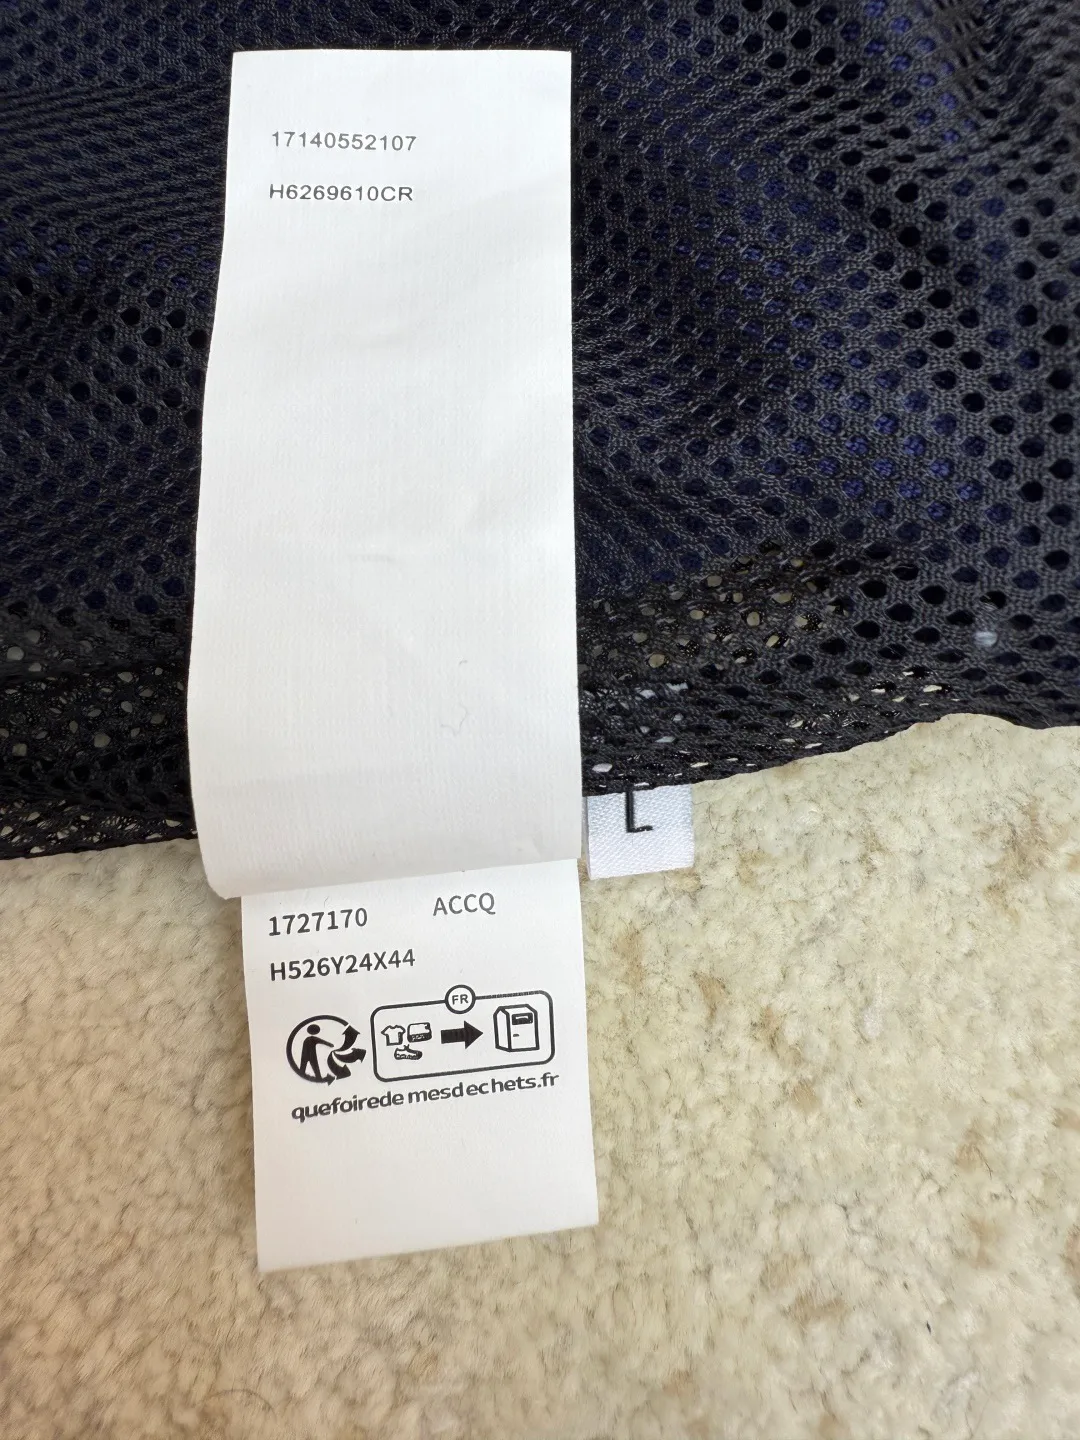 17140552107
H6269610CR
L
1727170 ACCQ
H526Y24X44
FR
quefoirede mesdechets.fr